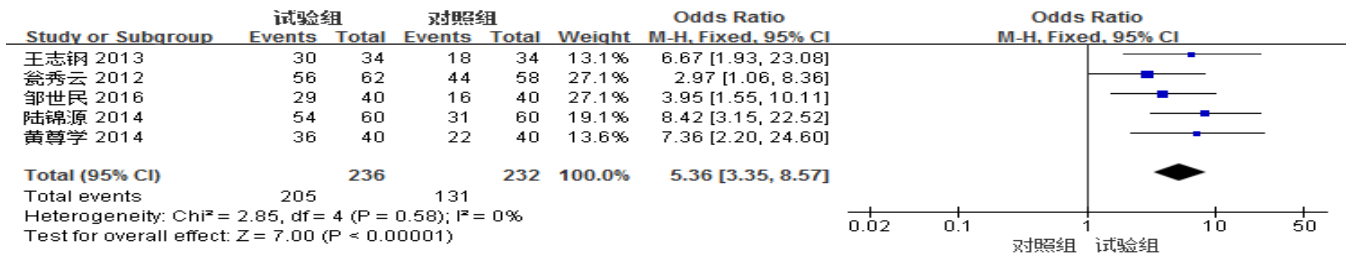 试验组 对照组 Odds Ratio Odds Ratio
Study or Subgroup Events Total Events Total Weight M-H, Fixed, 95% CI M-H, Fixed, 95% CI
王志钢 2013 30 34 18 34 13.1% 6.67 [1.93, 23.08]
瓮秀云 2012 56 62 44 58 27.1% 2.97 [1.06, 8.36]
邹世民 2016 29 40 16 40 27.1% 3.95 [1.55, 10.11]
陆锦源 2014 54 60 31 60 19.1% 8.42 [3.15, 22.52]
黄尊学 2014 36 40 22 40 13.6% 7.36 [2.20, 24.60]
Total (95% CI) 236 232 100.0% 5.36 [3.35, 8.57]
Total events 205 131
Heterogeneity: Chi² = 2.85, df = 4 (P = 0.58); I² = 0%
Test for overall effect: Z = 7.00 (P < 0.00001)
0.02 0.1 1 10 50
对照组 试验组